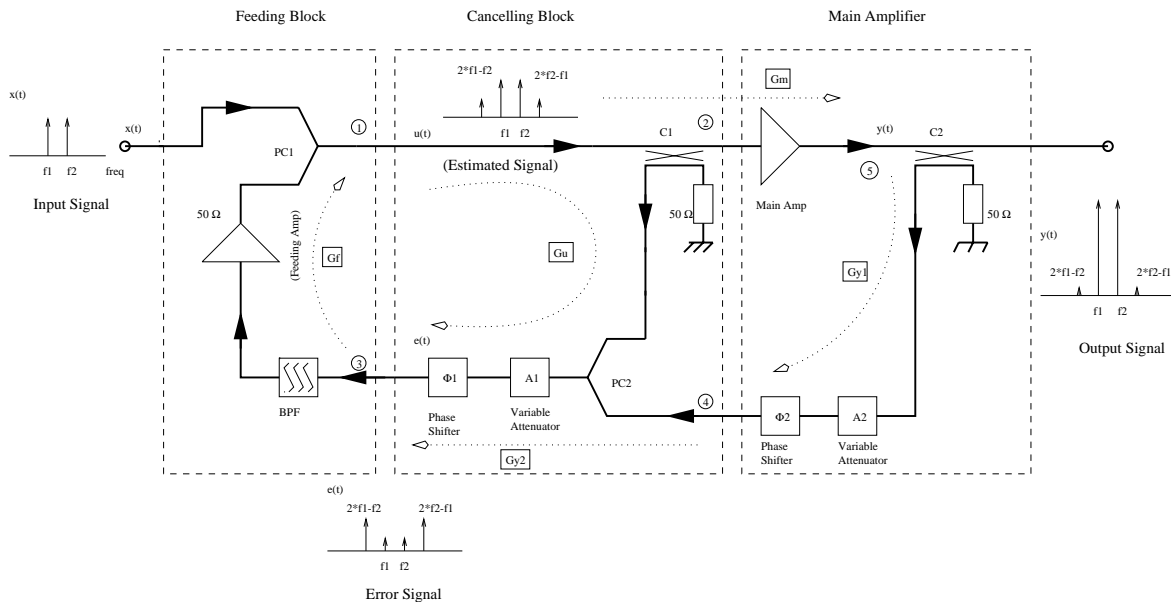 Feeding Block
Cancelling Block
Main Amplifier
x(t)
f1
f2
freq
Input Signal
x(t)
PC1
50 Ω
(Feeding Amp)
Gf
1
3
BPF
2*f1-f2
2*f2-f1
f1
f2
u(t)
(Estimated Signal)
Gm
2
C1
50 Ω
Gu
e(t)
Φ1
A1
PC2
4
Phase
Shifter
Variable
Attenuator
Gy2
Main Amp
y(t)
5
C2
50 Ω
Gy1
Φ2
A2
Phase
Shifter
Variable
Attenuator
y(t)
2*f1-f2
2*f2-f1
f1
f2
Output Signal
e(t)
2*f1-f2
2*f2-f1
f1
f2
Error Signal